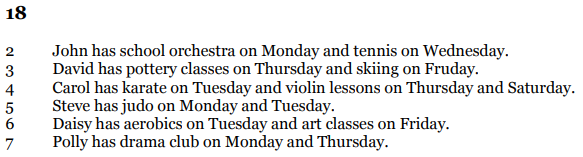 18
2 John has school orchestra on Monday and tennis on Wednesday.
3 David has pottery classes on Thursday and skiing on Fruday.
4 Carol has karate on Tuesday and violin lessons on Thursday and Saturday.
5 Steve has judo on Monday and Tuesday.
6 Daisy has aerobics on Tuesday and art classes on Friday.
7 Polly has drama club on Monday and Thursday.